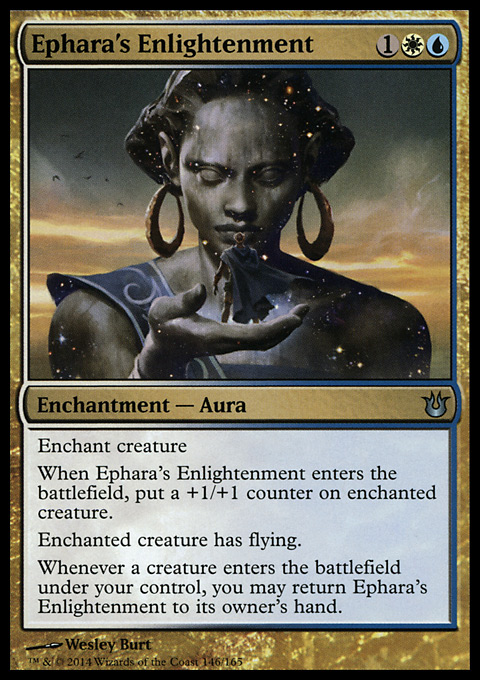 Ephara's Enlightenment 1
Enchantment — Aura
Enchant creature
When Ephara's Enlightenment enters the
battlefield, put a +1/+1 counter on enchanted
creature.
Enchanted creature has flying.
Whenever a creature enters the battlefield
under your control, you may return Ephara's
Enlightenment to its owner's hand.
Wesley Burt
™ & © 2014 Wizards of the Coast 146/165